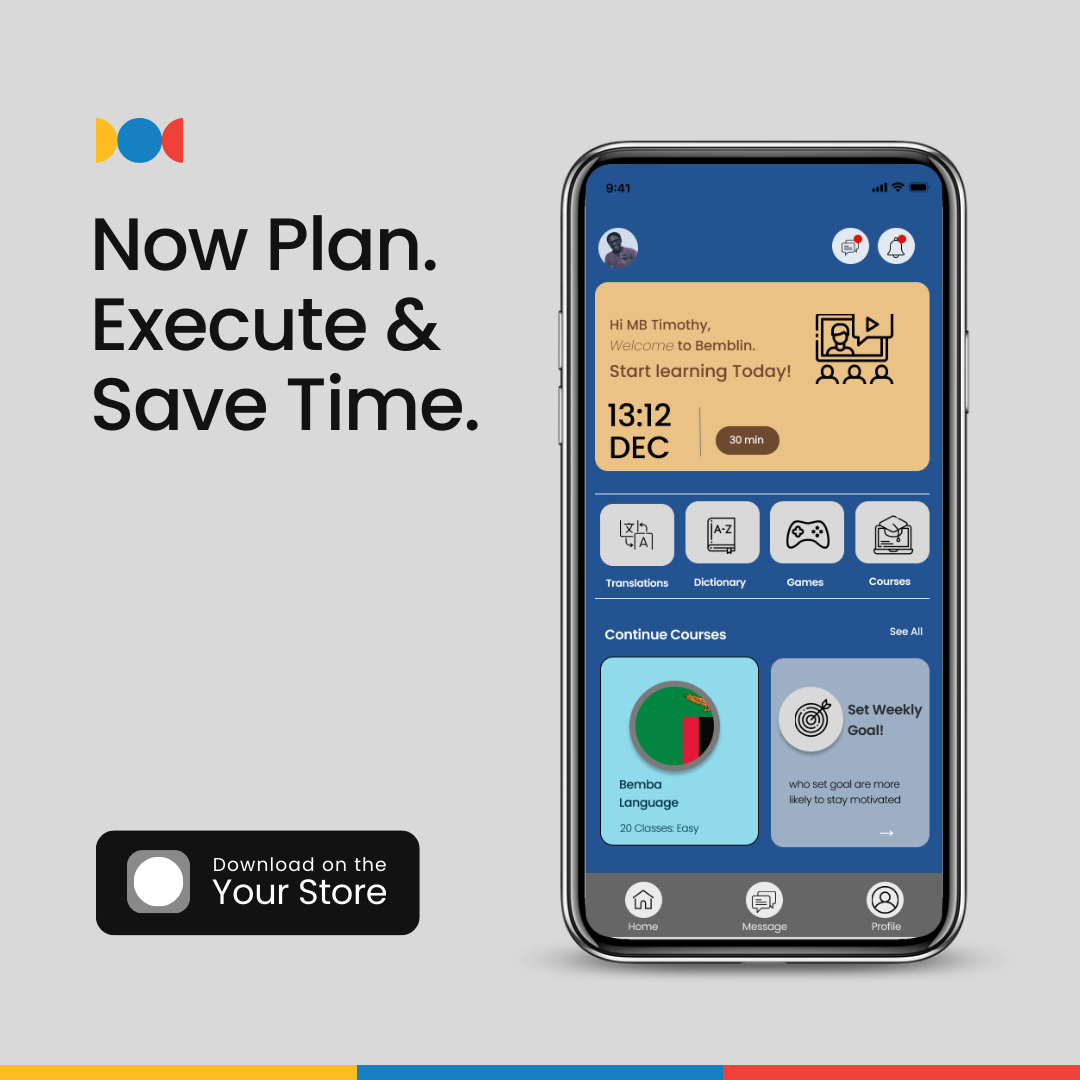 Now Plan.
Execute &
Save Time.
Download on the
Your Store
9:41
Hi MB Timothy,
Welcome to Bemblin.
Start learning Today!
13:12
DEC
30 min
文
A
A-Z
Translations
Dictionary
Games
Courses
Continue Courses
See All
Bemba
Language
20 Classes: Easy
Set Weekly
Goal!
who set goal are more
likely to stay motivated
→
Home
Message
Profile